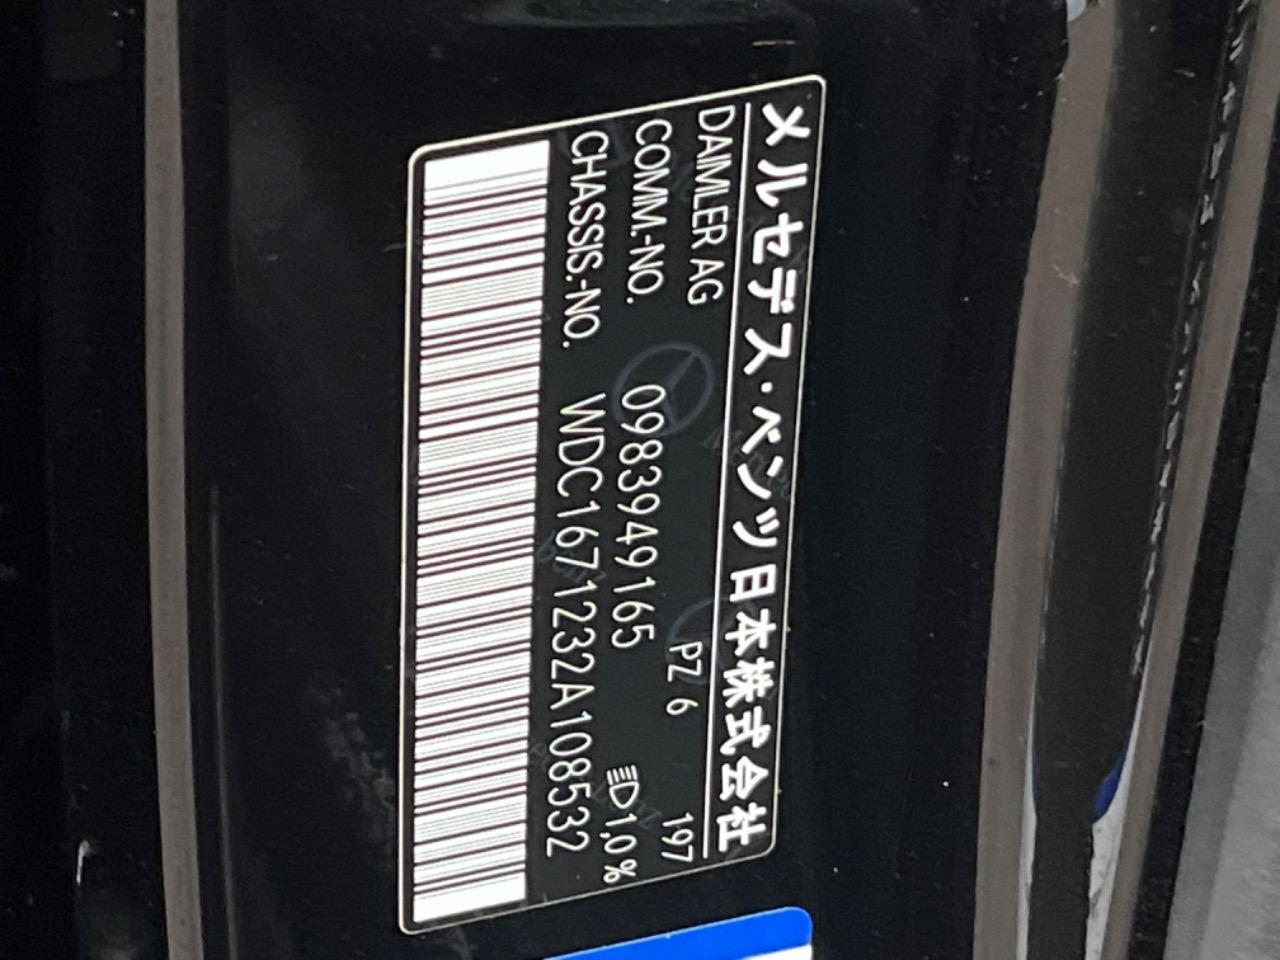 メルセデス・ベンツ日本株式会社
DAIMLER AG PZ 6 197
COMM.-NO. 0983949165 1,0%
CHASSIS.-NO. WDC1671232A108532